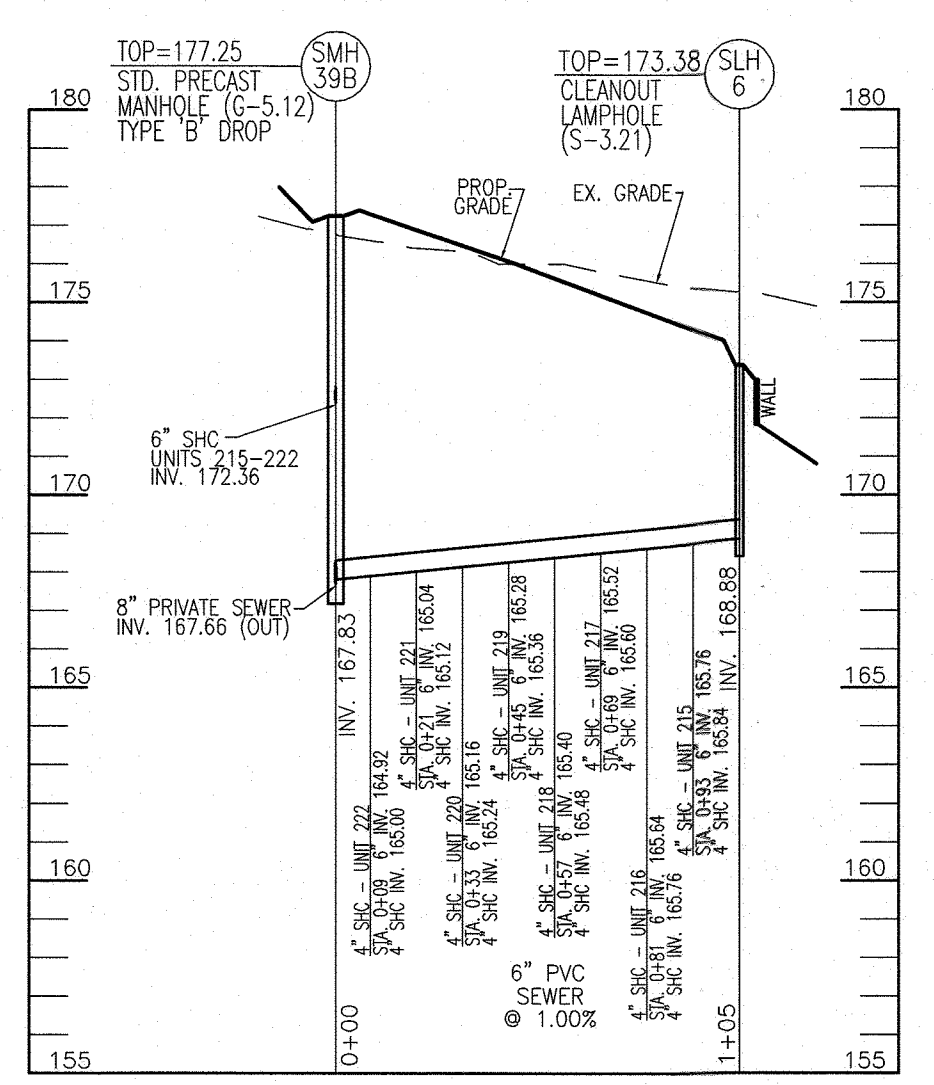 TOP=177.25
STD. PRECAST
MANHOLE (G-5.12)
TYPE 'B' DROP
SMH
39B
TOP=173.38
CLEANOUT
LAMPHOLE
(S-3.21)
SLH
6
180
180
PROP.
GRADE
EX. GRADE
175
175
WALL
6" SHC
UNITS 215-222
INV. 172.36
170
170
8" PRIVATE SEWER
INV. 167.66 (OUT)
165
165
160
160
155
155
INV. 167.83
4" SHC - UNIT 222
STA. 0+09 6" INV. 164.92
4" SHC INV. 165.00
4" SHC - UNIT 221
STA. 0+21 6" INV. 165.04
4" SHC INV. 165.12
4" SHC - UNIT 220
STA. 0+33 6" INV. 165.16
4" SHC INV. 165.24
4" SHC - UNIT 219
STA. 0+45 6" INV. 165.28
4" SHC INV. 165.36
4" SHC - UNIT 218
STA. 0+57 6" INV. 165.40
4" SHC INV. 165.48
4" SHC - UNIT 217
STA. 0+69 6" INV. 165.52
4" SHC INV. 165.60
4" SHC - UNIT 216
STA. 0+81 6" INV. 165.64
4" SHC INV. 165.76
4" SHC - UNIT 215
STA. 0+93 6" INV. 165.76
4" SHC INV. 165.84
INV. 168.88
6" PVC
SEWER
@ 1.00%
0+00
1+05